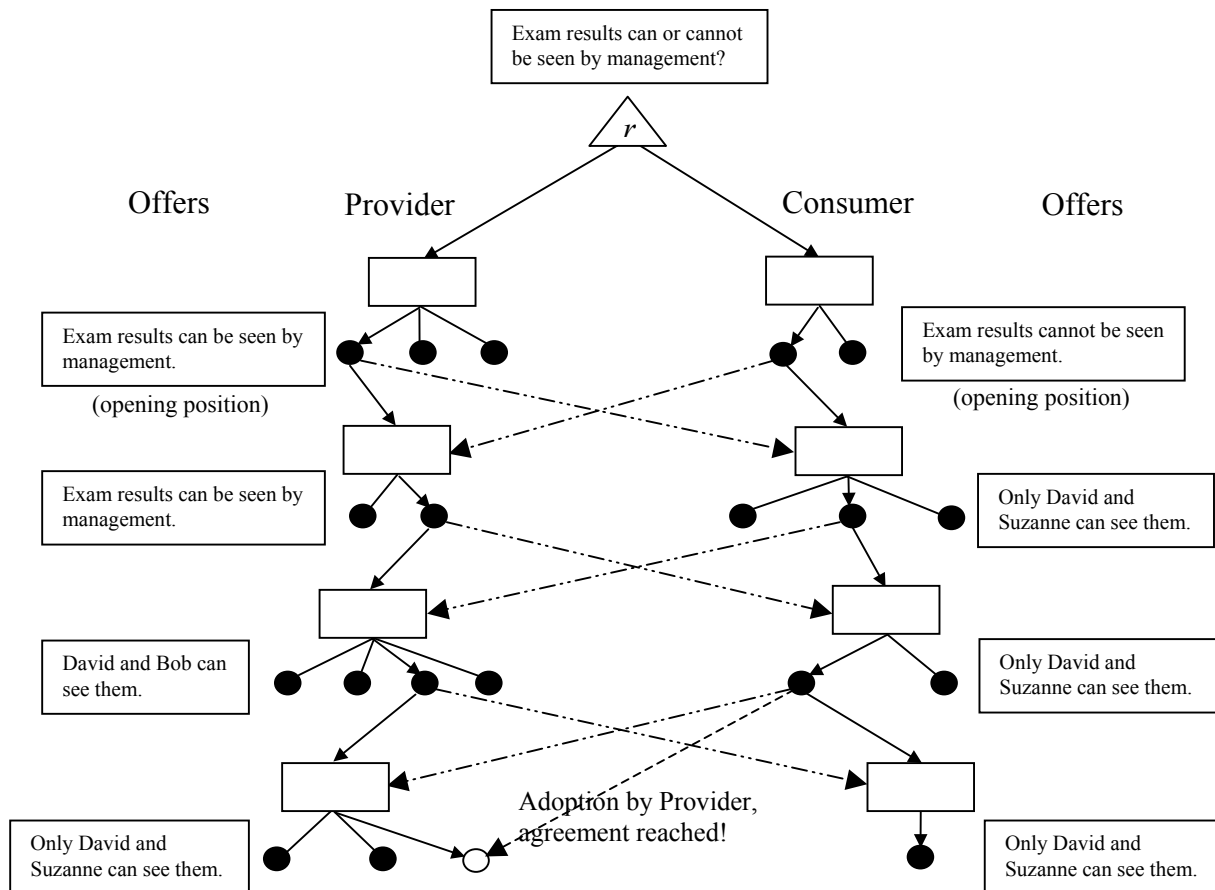 Exam results can or cannot
be seen by management?
r
Offers
Provider
Consumer
Offers
Exam results can be seen by
management.
(opening position)
Exam results cannot be seen
by management.
(opening position)
Exam results can be seen by
management.
Only David and
Suzanne can see them.
David and Bob can
see them.
Only David and
Suzanne can see them.
Adoption by Provider,
agreement reached!
Only David and
Suzanne can see them.
Only David and
Suzanne can see them.